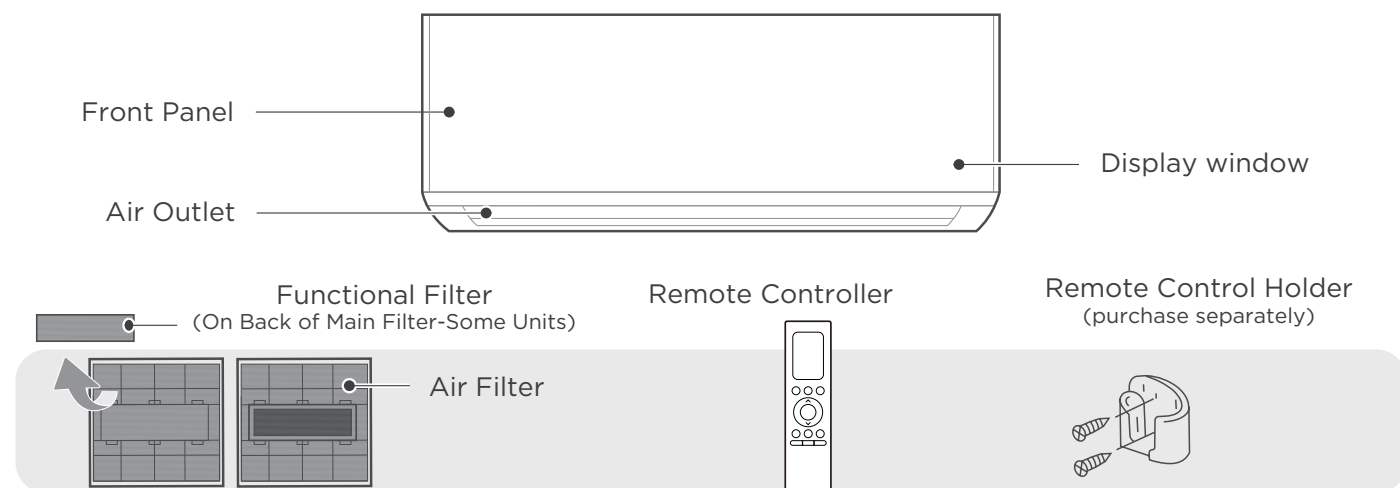 Front Panel
Display window
Air Outlet
Functional Filter
(On Back of Main Filter-Some Units)
Remote Controller
Remote Control Holder
(purchase separately)
Air Filter